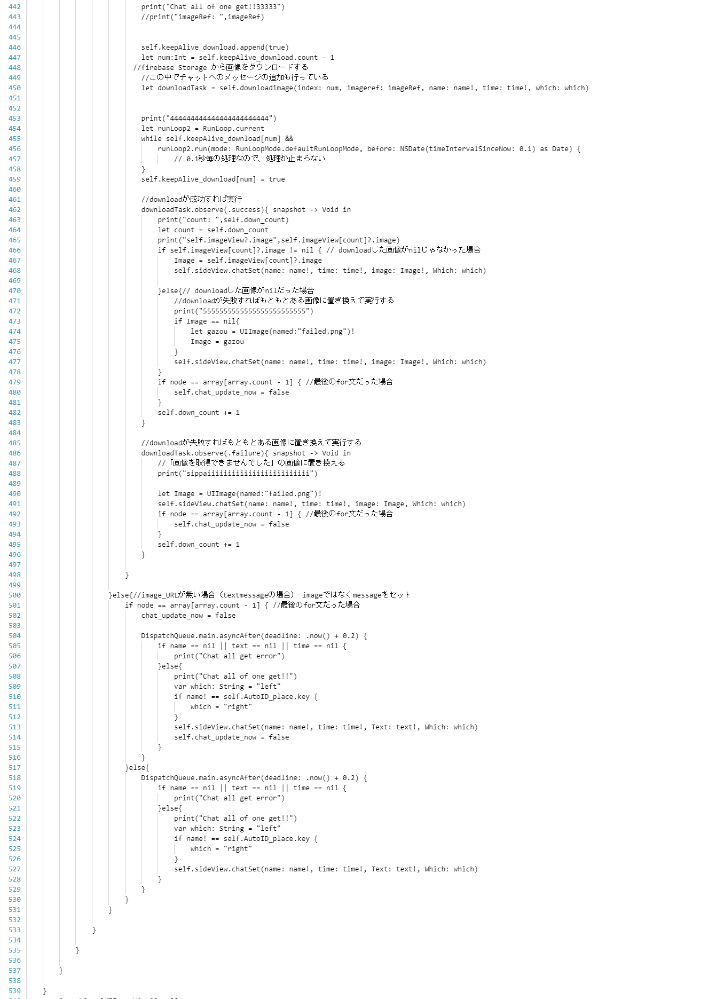 442 print("Chat all of one get!!33333")
443 //print("imageRef: ",imageRef)
444
445
446 self.keepAlive_download.append(true)
447 let num:Int = self.keepAlive_download.count - 1
448 //firebase Storage から画像をダウンロードする
449 //この中でチャットへのメッセージの追加も行っている
450 let downloadTask = self.downloadimage(index: num, imageref: imageRef, name: name!, time: time!, which: which)
451
452
453 print("444444444444444444444444")
454 let runLoop2 = RunLoop.current
455 while self.keepAlive_download[num] &&
456 runLoop2.run(mode: RunLoopMode.defaultRunLoopMode, before: NSDate(timeIntervalSinceNow: 0.1) as Date) {
457 // 0.1秒毎の処理なので、処理が止まらない
458 }
459 self.keepAlive_download[num] = true
460
461 //downloadが成功すれば実行
462 downloadTask.observe(.success){ snapshot -> Void in
463 print("count: ",self.down_count)
464 let count = self.down_count
465 print("self.imageView?.image",self.imageView[count]?.image)
466 if self.imageView[count]?.image != nil { // downloadした画像がnilじゃなかった場合
467 Image = self.imageView[count]?.image
468 self.sideView.chatSet(name: name!, time: time!, image: Image!, Which: which)
469
470 }else{// downloadした画像がnilだった場合
471 //downloadが失敗すればもともとある画像に置き換えて実行する
472 print("5555555555555555555555555")
473 if Image == nil{
474 let gazou = UIImage(named:"failed.png")!
475 Image = gazou
476 }
477 self.sideView.chatSet(name: name!, time: time!, image: Image!, Which: which)
478 }
479 if node == array[array.count - 1] { //最後のfor文だった場合
480 self.chat_update_now = false
481 }
482 self.down_count += 1
483 }
484
485 //downloadが失敗すればもともとある画像に置き換えて実行する
486 downloadTask.observe(.failure){ snapshot -> Void in
487 //「画像を取得できませんでした」の画像に置き換える
488 print("sippaiiiiiiiiiiiiiiiiiiiiiiiii")
489
490 let Image = UIImage(named:"failed.png")!
491 self.sideView.chatSet(name: name!, time: time!, image: Image, Which: which)
492 if node == array[array.count - 1] { //最後のfor文だった場合
493 self.chat_update_now = false
494 }
495 self.down_count += 1
496 }
497
498 }
499
500 }else{//image_URLが無い場合（textmessageの場合） imageではなくmessageをセット
501 if node == array[array.count - 1] { //最後のfor文だった場合
502 chat_update_now = false
503
504 DispatchQueue.main.asyncAfter(deadline: .now() + 0.2) {
505 if name == nil || text == nil || time == nil {
506 print("Chat all get error")
507 }else{
508 print("Chat all of one get!!")
509 var which: String = "left"
510 if name! == self.AutoID_place.key {
511 which = "right"
512 }
513 self.sideView.chatSet(name: name!, time: time!, Text: text!, Which: which)
514 self.chat_update_now = false
515 }
516 }
517 }else{
518 DispatchQueue.main.asyncAfter(deadline: .now() + 0.2) {
519 if name == nil || text == nil || time == nil {
520 print("Chat all get error")
521 }else{
522 print("Chat all of one get!!")
523 var which: String = "left"
524 if name! == self.AutoID_place.key {
525 which = "right"
526 }
527 self.sideView.chatSet(name: name!, time: time!, Text: text!, Which: which)
528 }
529 }
530 }
531 }
532
533 }
534
535 }
536
537 }
538
539 }